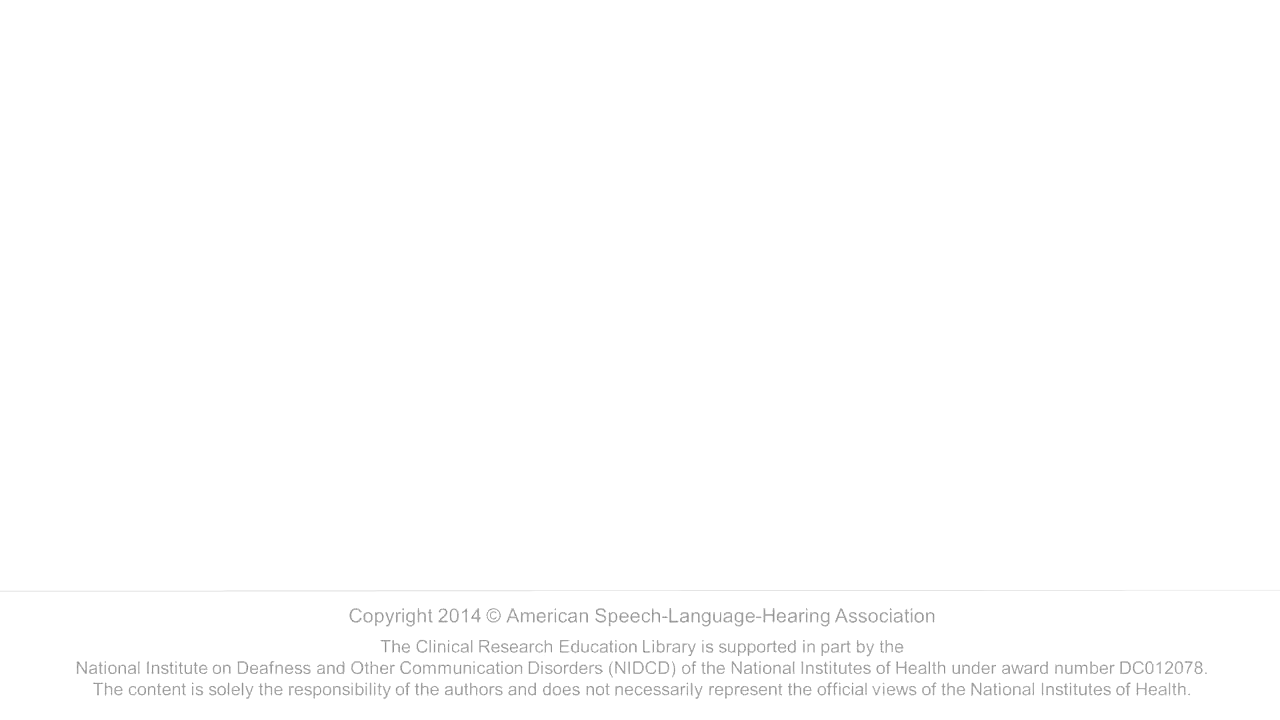 Copyright 2014 © American Speech-Language-Hearing Association
The Clinical Research Education Library is supported in part by the
National Institute on Deafness and Other Communication Disorders (NIDCD) of the National Institutes of Health under award number DC012078.
The content is solely the responsibility of the authors and does not necessarily represent the official views of the National Institutes of Health.